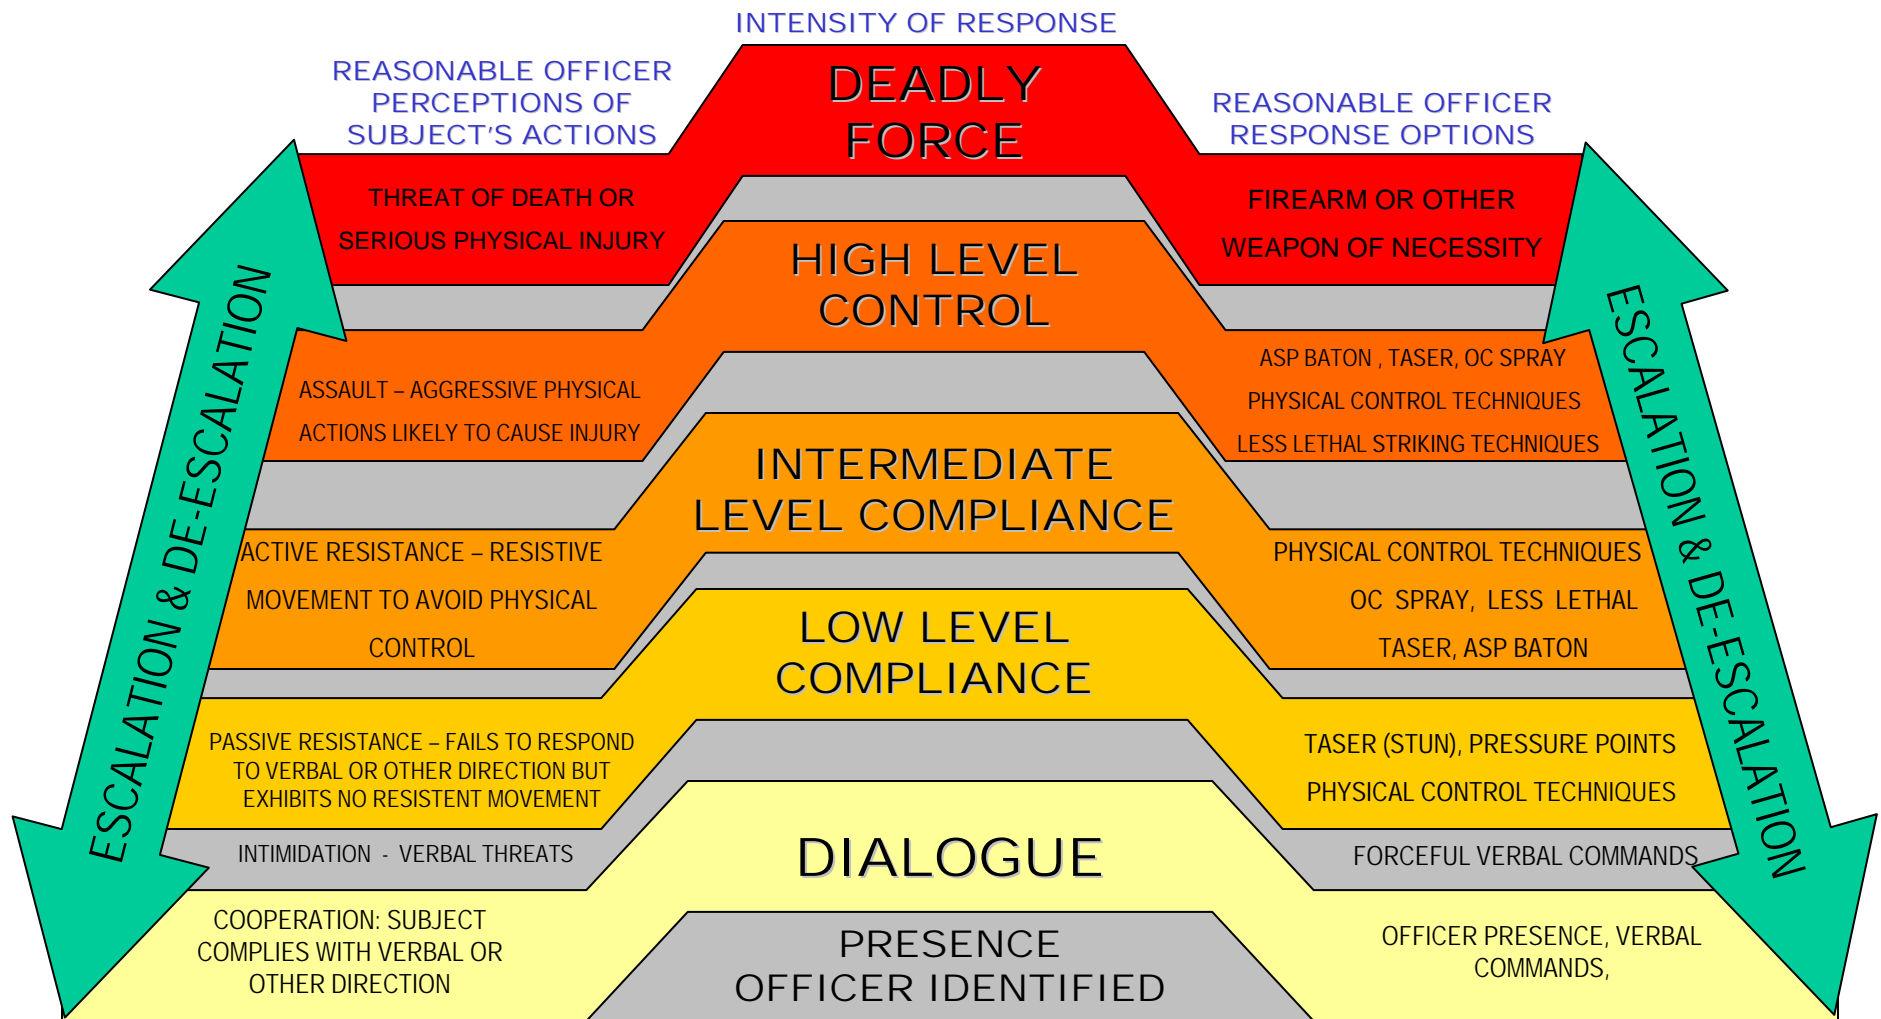 INTENSITY OF RESPONSE
REASONABLE OFFICER
PERCEPTIONS OF
SUBJECT'S ACTIONS
REASONABLE OFFICER
RESPONSE OPTIONS
DEADLY
FORCE
THREAT OF DEATH OR
SERIOUS PHYSICAL INJURY
FIREARM OR OTHER
WEAPON OF NECESSITY
HIGH LEVEL
CONTROL
ASSAULT – AGGRESSIVE PHYSICAL
ACTIONS LIKELY TO CAUSE INJURY
ASP BATON , TASER, OC SPRAY
PHYSICAL CONTROL TECHNIQUES
LESS LETHAL STRIKING TECHNIQUES
INTERMEDIATE
LEVEL COMPLIANCE
ACTIVE RESISTANCE – RESISTIVE
MOVEMENT TO AVOID PHYSICAL
CONTROL
PHYSICAL CONTROL TECHNIQUES
OC SPRAY, LESS LETHAL
TASER, ASP BATON
LOW LEVEL
COMPLIANCE
PASSIVE RESISTANCE – FAILS TO RESPOND
TO VERBAL OR OTHER DIRECTION BUT
EXHIBITS NO RESISTENT MOVEMENT
TASER (STUN), PRESSURE POINTS
PHYSICAL CONTROL TECHNIQUES
INTIMIDATION - VERBAL THREATS
DIALOGUE
FORCEFUL VERBAL COMMANDS
COOPERATION: SUBJECT
COMPLIES WITH VERBAL OR
OTHER DIRECTION
PRESENCE
OFFICER IDENTIFIED
OFFICER PRESENCE, VERBAL
COMMANDS,
ESCALATION & DE-ESCALATION
ESCALATION & DE-ESCALATION